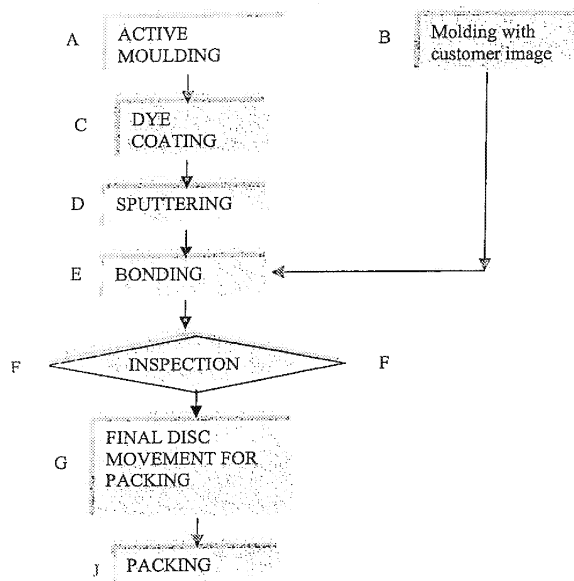 A
ACTIVE
MOULDING
B
Molding with
customer image
C
DYE
COATING
D
SPUTTERING
E
BONDING
F
INSPECTION
F
G
FINAL DISC
MOVEMENT FOR
PACKING
J
PACKING